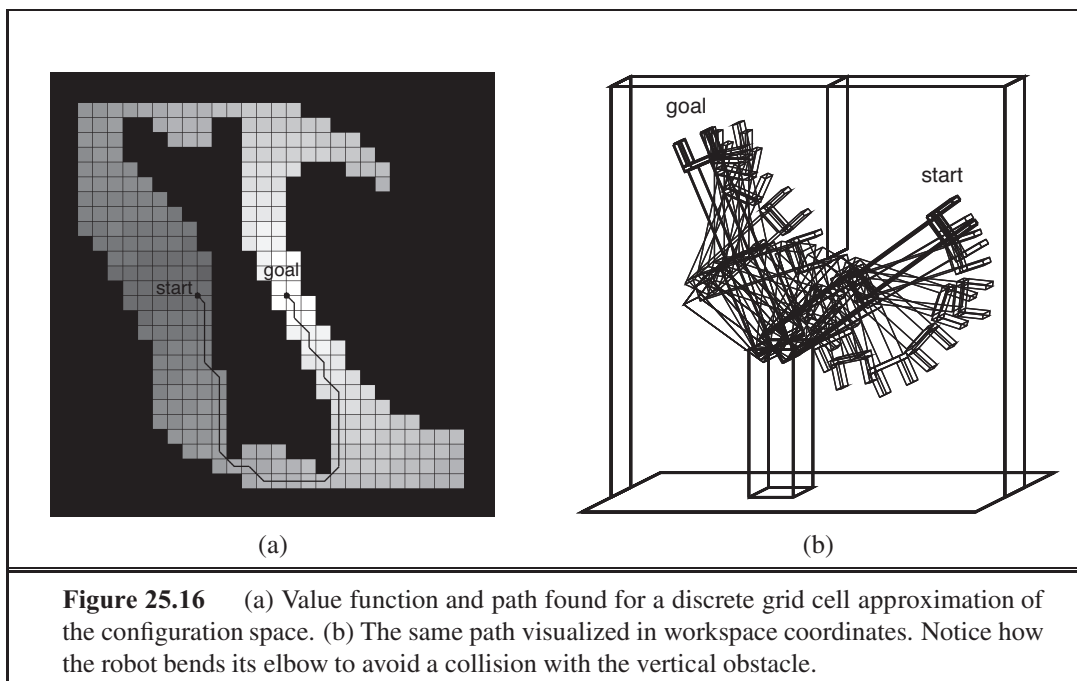 start
goal
(a)
goal
start
(b)
Figure 25.16 (a) Value function and path found for a discrete grid cell approximation of
the configuration space. (b) The same path visualized in workspace coordinates. Notice how
the robot bends its elbow to avoid a collision with the vertical obstacle.